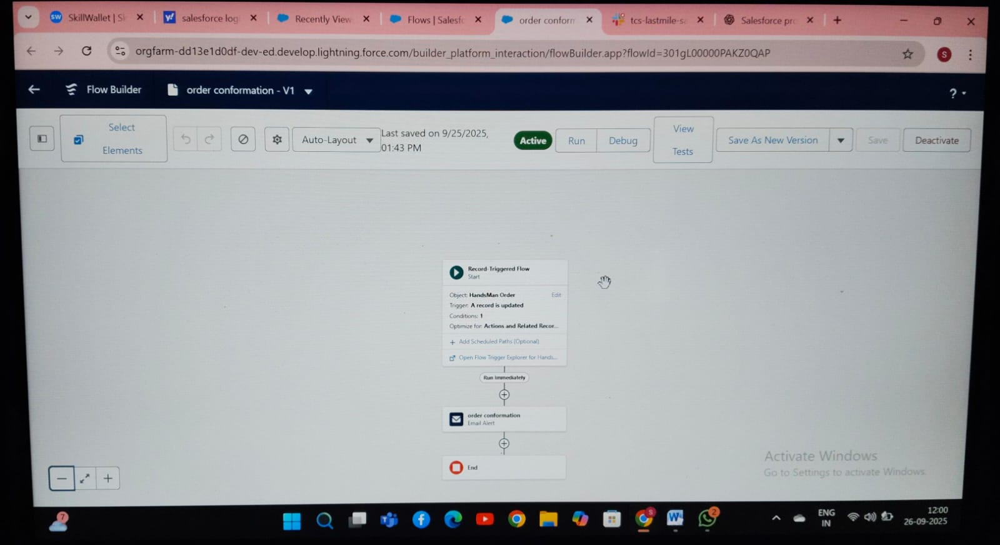 SkillWallet | Sk
salesforce log
Recently View
Flows | Salesfo
order conform
tcs-lastmile-sa
Salesforce pro
orgfarm-dd13e1d0df-dev-ed.develop.lightning.force.com/builder_platform_interaction/flowBuilder.app?flowId=301gL00000PAKZ0QAP
S
Flow Builder
order conformation - V1
?
Select
Elements
Auto-Layout
Last saved on 9/25/2025,
01:43 PM
Active
Run
Debug
View
Tests
Save As New Version
Save
Deactivate
Record-Triggered Flow
Start
Object: HandsMan Order
Edit
Trigger: A record is updated
Conditions: 1
Optimize for: Actions and Related Recor...
+ Add Scheduled Paths (Optional)
Open Flow Trigger Explorer for Hands...
Run Immediately
order conformation
Email Alert
End
Activate Windows
Go to Settings to activate Windows.
7
S
2
ENG
IN
12:00
26-09-2025